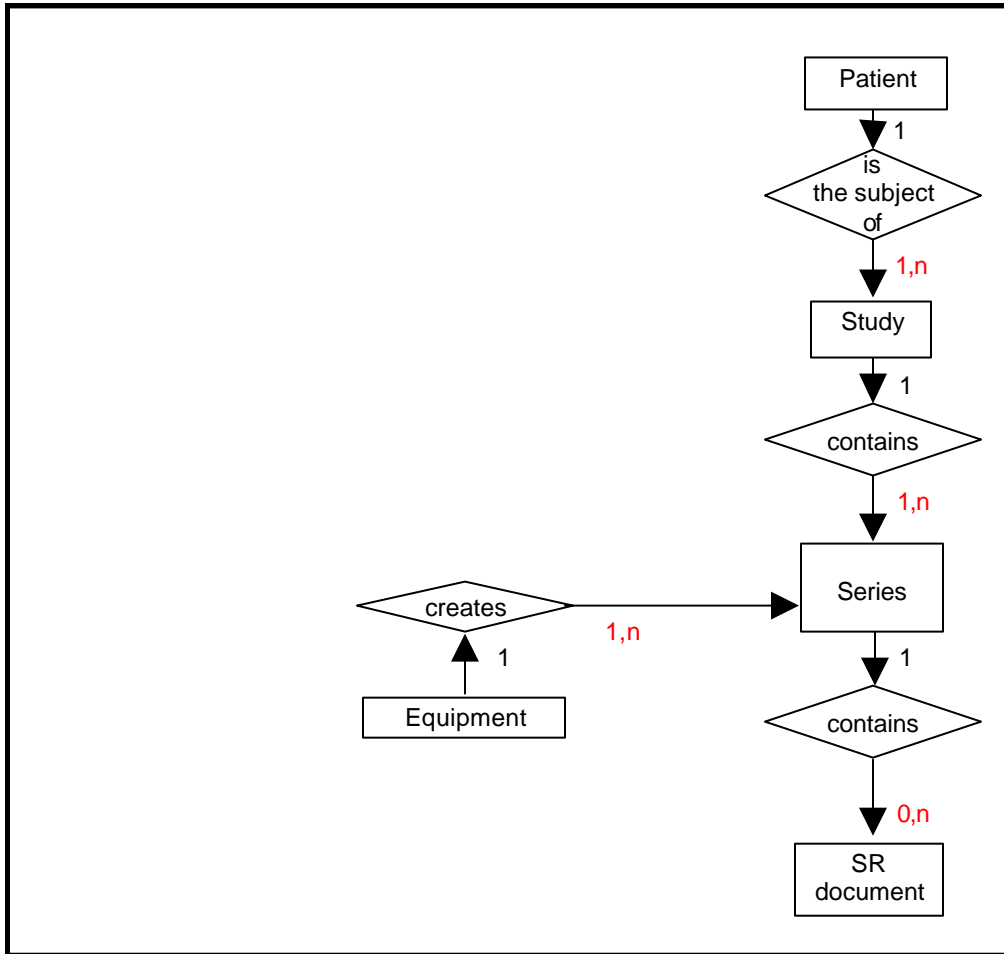 Patient
1
is
the subject
of
1,n
Study
1
contains
1,n
Series
creates
1,n
1
1
Equipment
contains
0,n
SR
document